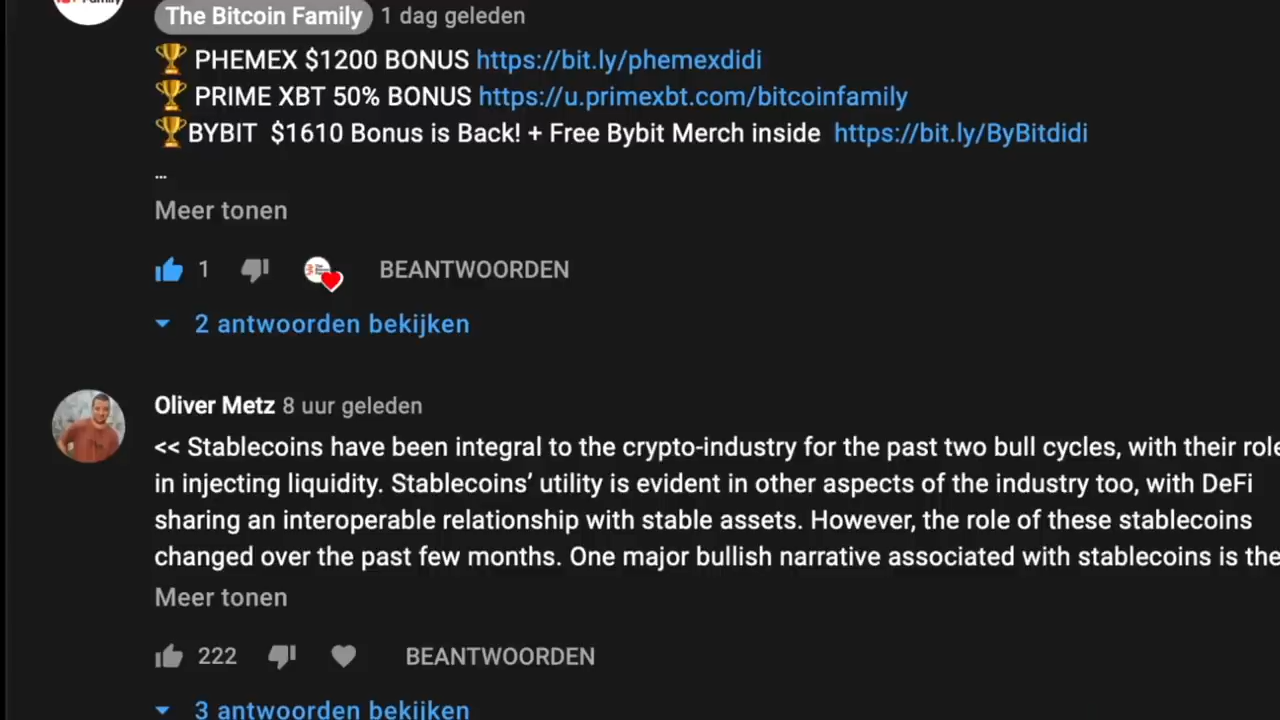 The Bitcoin Family 1 dag geleden
🏆 PHEMEX $1200 BONUS https://bit.ly/phemexdidi
🏆 PRIME XBT 50% BONUS https://u.primexbt.com/bitcoinfamily
🏆BYBIT $1610 Bonus is Back! + Free Bybit Merch inside https://bit.ly/ByBitdidi
...
Meer tonen
1 BEANTWOORDEN
2 antwoorden bekijken
Oliver Metz 8 uur geleden
<< Stablecoins have been integral to the crypto-industry for the past two bull cycles, with their role
in injecting liquidity. Stablecoins’ utility is evident in other aspects of the industry too, with DeFi
sharing an interoperable relationship with stable assets. However, the role of these stablecoins
changed over the past few months. One major bullish narrative associated with stablecoins is the
Meer tonen
222 BEANTWOORDEN
3 antwoorden bekijken